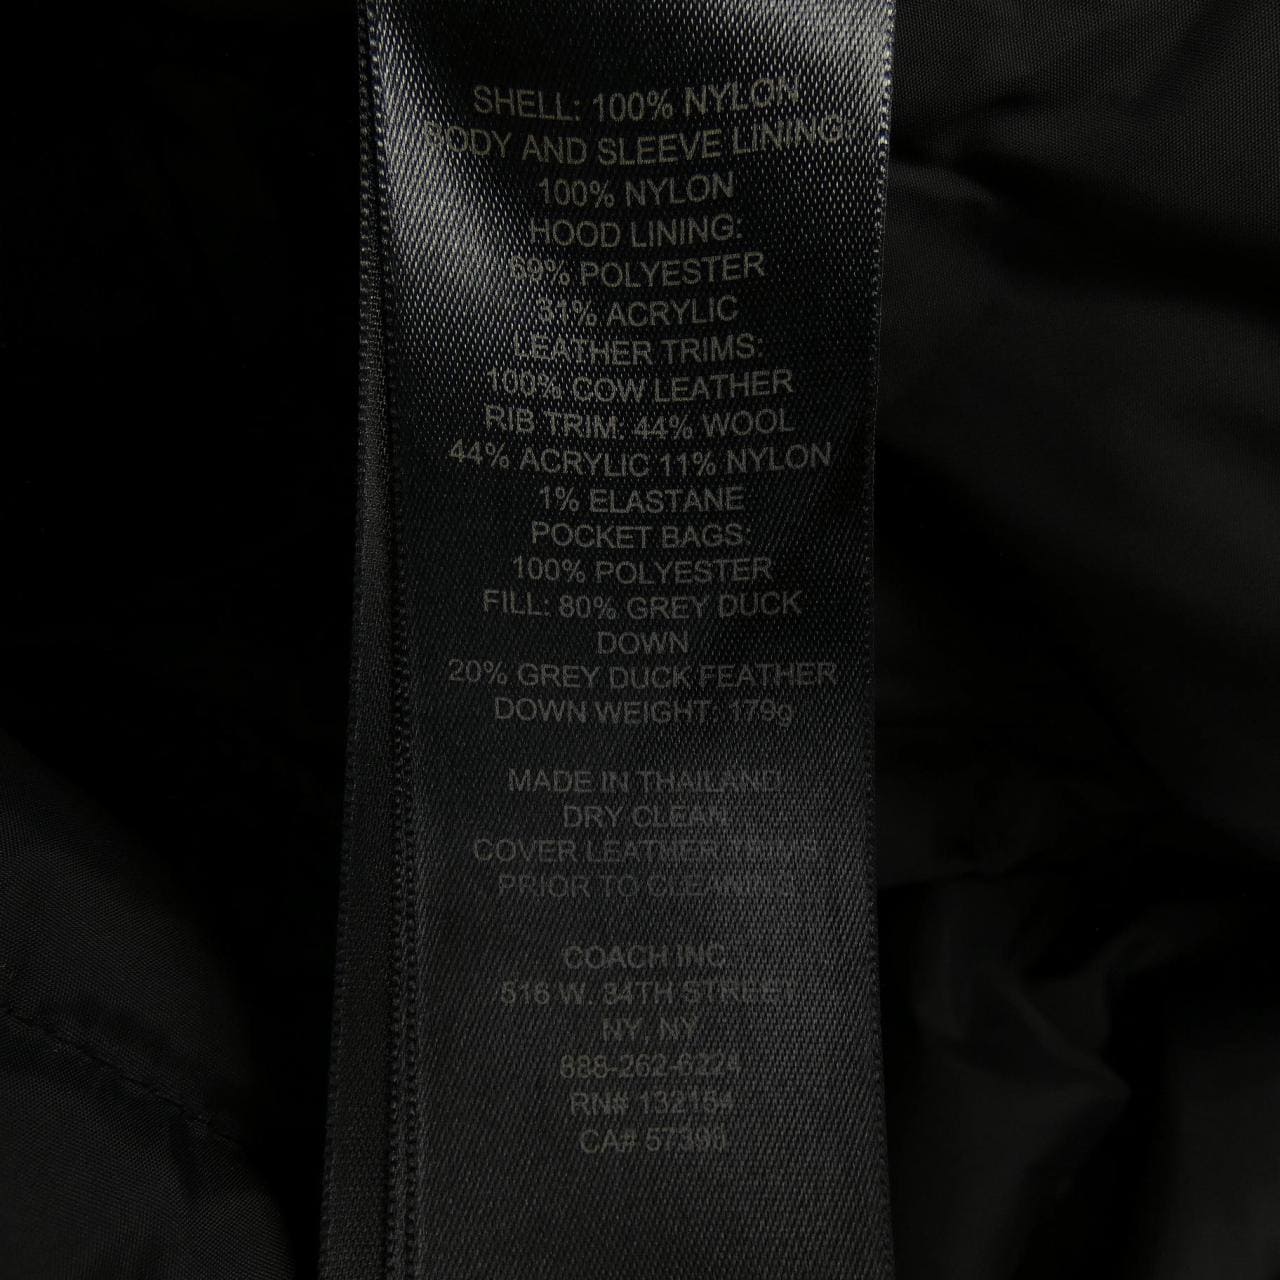 SHELL: 100% NYLON
BODY AND SLEEVE LINING:
100% NYLON
HOOD LINING:
69% POLYESTER
31% ACRYLIC
LEATHER TRIMS:
100% COW LEATHER
RIB TRIM: 44% WOOL
44% ACRYLIC 11% NYLON
1% ELASTANE
POCKET BAGS:
100% POLYESTER
FILL: 80% GREY DUCK
DOWN
20% GREY DUCK FEATHER
DOWN WEIGHT: 179g
MADE IN THAILAND
DRY CLEAN
COVER LEATHER TRIMS
PRIOR TO CLEANING
COACH INC
516 W. 34TH STREET
NY, NY
888-262-6224
RN# 132154
CA#